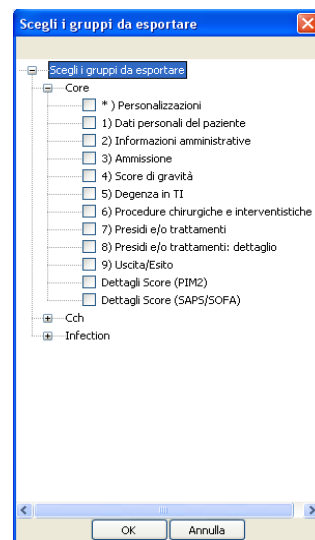 Scegli i gruppi da esportare
Scegli i gruppi da esportare
Core
* ) Personalizzazioni
1) Dati personali del paziente
2) Informazioni amministrative
3) Ammissione
4) Score di gravità
5) Degenza in TI
6) Procedure chirurgiche e interventistiche
7) Presidi e/o trattamenti
8) Presidi e/o trattamenti: dettaglio
9) Uscita/Esito
Dettagli Score (PIM2)
Dettagli Score (SAPS/SOFA)
Cch
Infection
OK Annulla